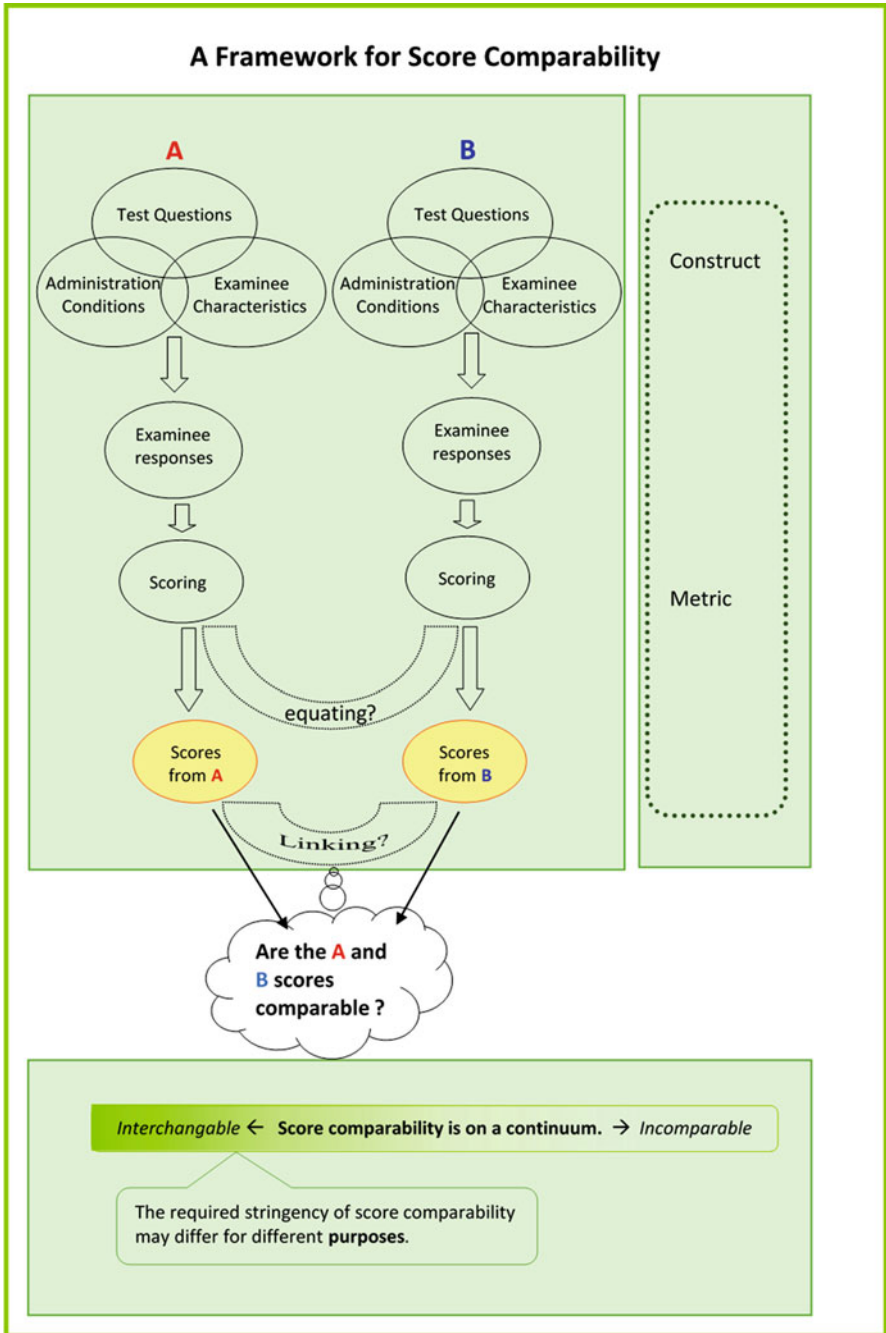 A Framework for Score Comparability
A
B
Test Questions
Administration
Conditions
Examinee
Characteristics
Test Questions
Administration
Conditions
Examinee
Characteristics
Construct
Examinee
responses
Examinee
responses
Scoring
Scoring
Metric
equating?
Scores
from A
Scores
from B
Linking?
Are the A and
B scores
comparable ?
Interchangable ← Score comparability is on a continuum. → Incomparable
The required stringency of score comparability
may differ for different purposes.